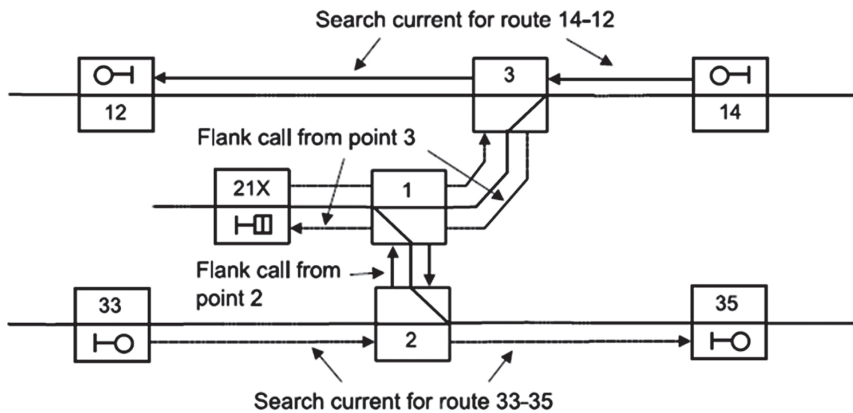 Search current for route 14-12
3
12
14
Flank call from point 3
21X
1
Flank call from
point 2
33
35
2
Search current for route 33-35